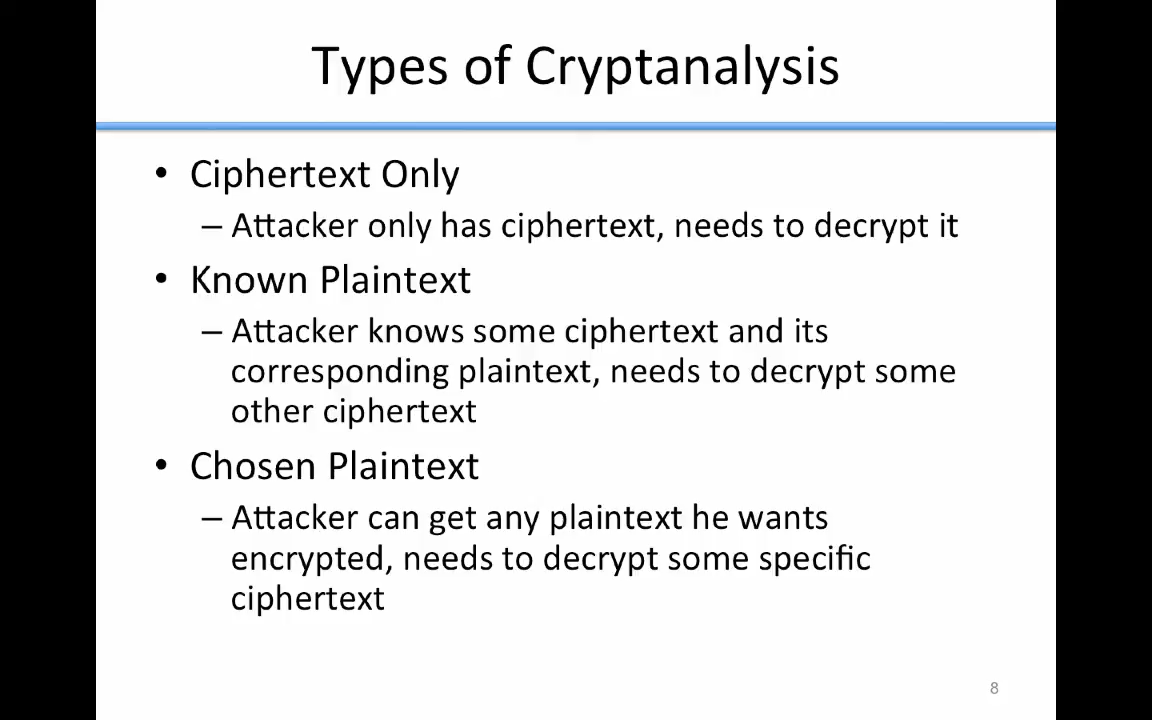 Types of Cryptanalysis
• Ciphertext Only
– Attacker only has ciphertext, needs to decrypt it
• Known Plaintext
– Attacker knows some ciphertext and its
corresponding plaintext, needs to decrypt some
other ciphertext
• Chosen Plaintext
– Attacker can get any plaintext he wants
encrypted, needs to decrypt some specific
ciphertext
8